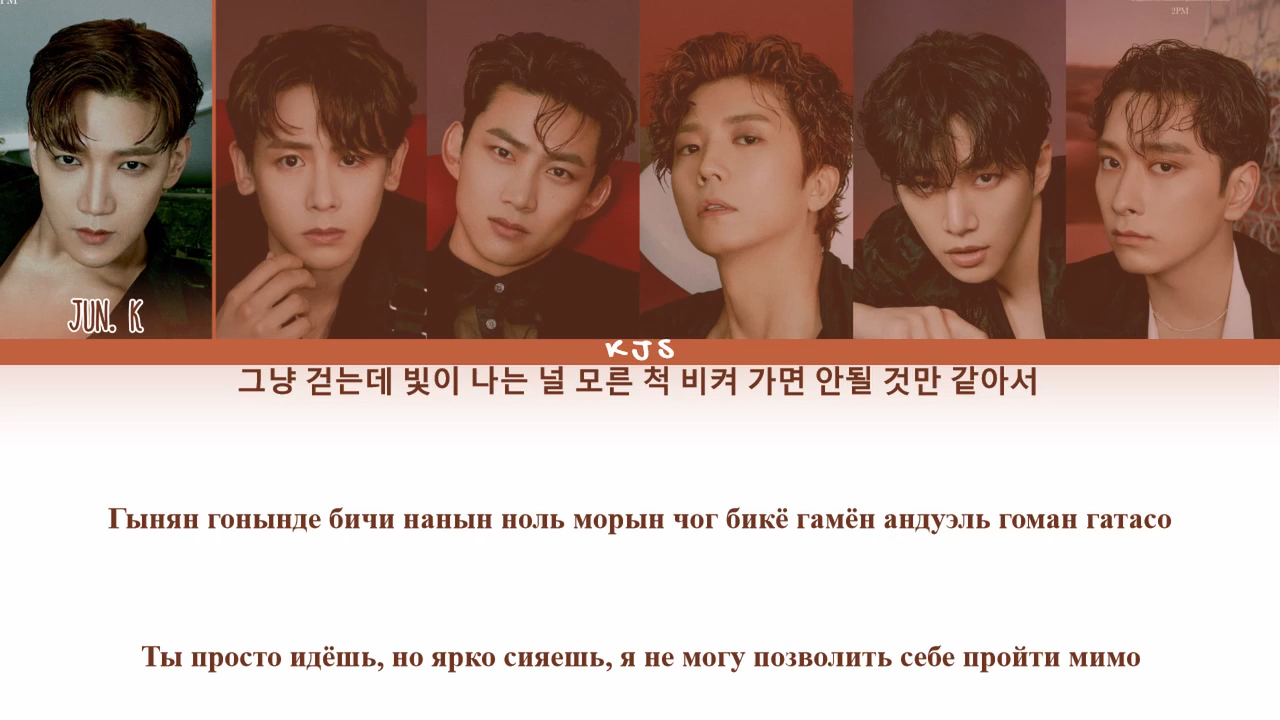 PM
2PM
JUN. K
KJS
그냥 걷는데 빛이 나는 널 모른 척 비켜 가면 안될 것만 같아서
Гынян гонынде бичи нанын ноль морын чог бикё гамён андуэль гоман гатасо
Ты просто идёшь, но ярко сияешь, я не могу позволить себе пройти мимо